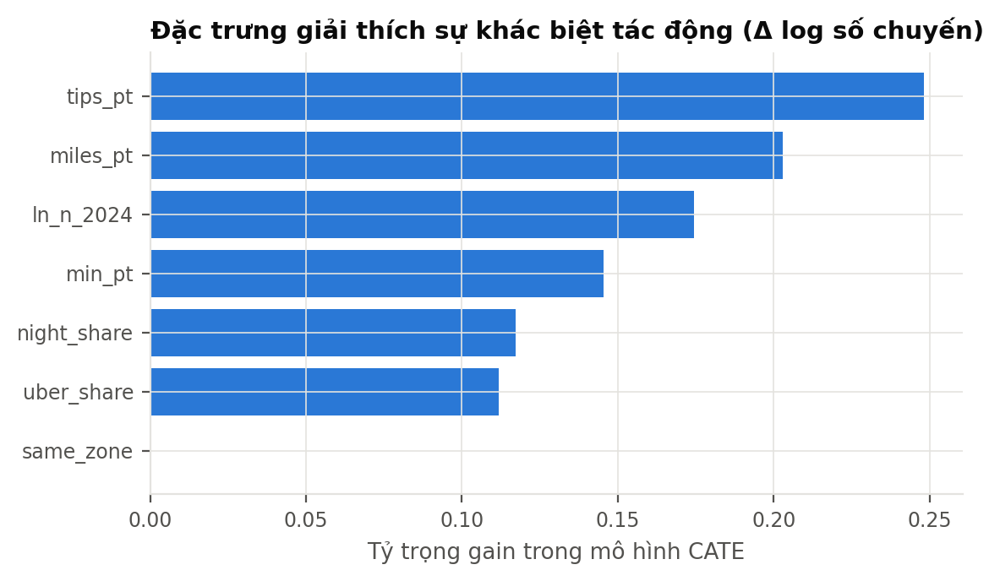 Đặc trưng giải thích sự khác biệt tác động (Δ log số chuyến)
tips_pt
miles_pt
ln_n_2024
min_pt
night_share
uber_share
same_zone
0.00 0.05 0.10 0.15 0.20 0.25
Tỷ trọng gain trong mô hình CATE